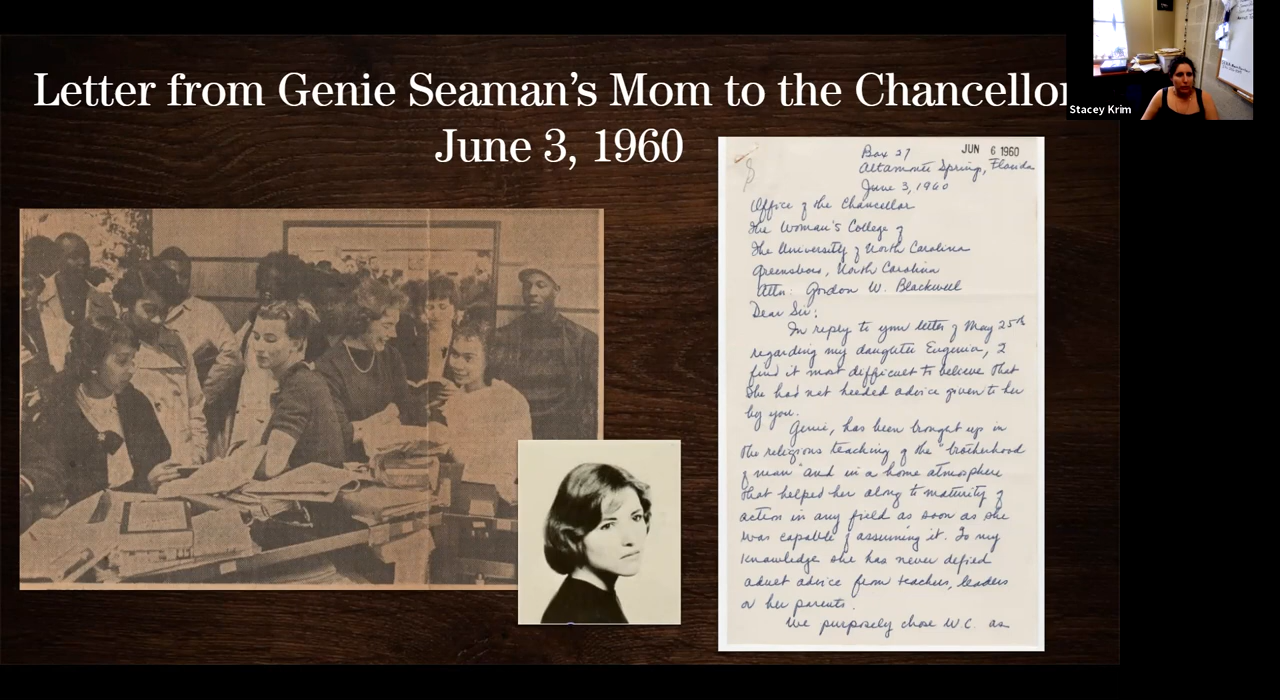 Letter from Genie Seaman's Mom to the Chancellor
June 3, 1960
Stacey Krim
JUN 6 1960
Box 27
Altamonte Springs, Florida
June 3, 1960
Office of the Chancellor
The Woman's College of
The University of North Carolina
Greensboro, North Carolina
Attn: Gordon W. Blackwell
Dear Sir:
In reply to your letter of May 25th
regarding my daughter Eugenia, I
find it most difficult to believe that
she had not heeded advice given to her
by you.
Genie, has been brought up in
the religious teaching of the "brotherhood
of man" and in a home atmosphere
that helped her along to maturity of
action in any field as soon as she
was capable of assuming it. To my
knowledge she has never defied
advice from teachers, leaders
or her parents.
We purposely chose W.C. as